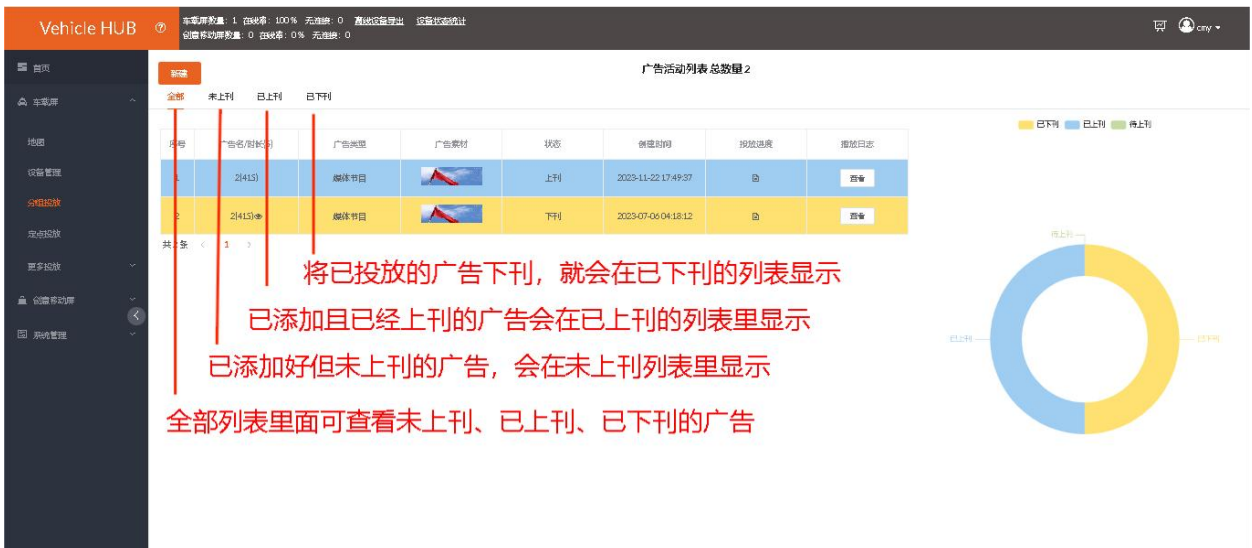 Vehicle HUB
车载屏数量: 1 在线率: 100% 无连接: 0 离线设备导出 设备状态统计
创意移动屏数量: 0 在线率: 0% 无连接: 0
cmy
首页
车载屏
地图
设备管理
分组投放
定点投放
更多投放
创意移动屏
系统管理
新建
广告活动列表 总数量2
全部 未上刊 已上刊 已下刊
序号 广告名/时长(S) 广告类型 广告素材 状态 创建时间 投放进度 播放日志
1 2(415) 媒体节目 上刊 2023-11-22 17:49:37 查看
2 2(415) 媒体节目 下刊 2023-07-06 04:18:12 查看
共2条 < 1 >
已下刊 已上刊 待上刊
待上刊
已上刊
已下刊
将已投放的广告下刊，就会在已下刊的列表显示
已添加且已经上刊的广告会在已上刊的列表里显示
已添加好但未上刊的广告，会在未上刊列表里显示
全部列表里面可查看未上刊、已上刊、已下刊的广告